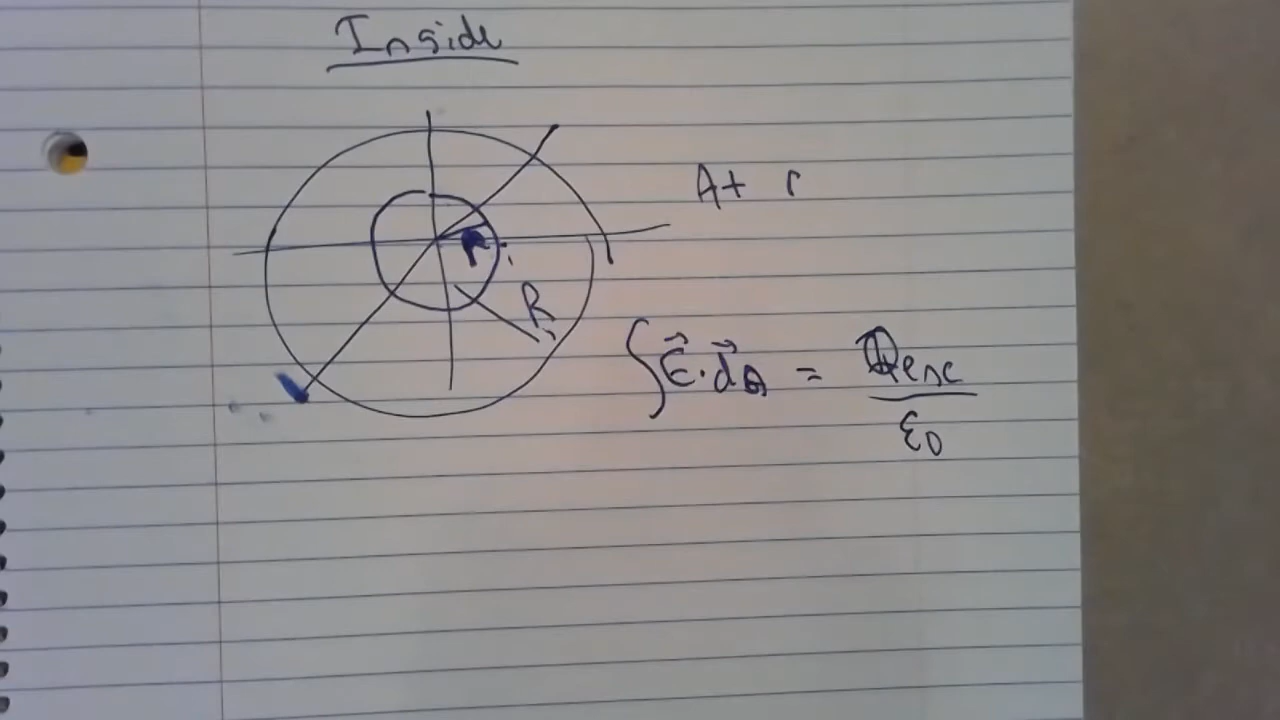 Inside
At r
r
R
∫E⃗·dA⃗ = Qenc / ε0